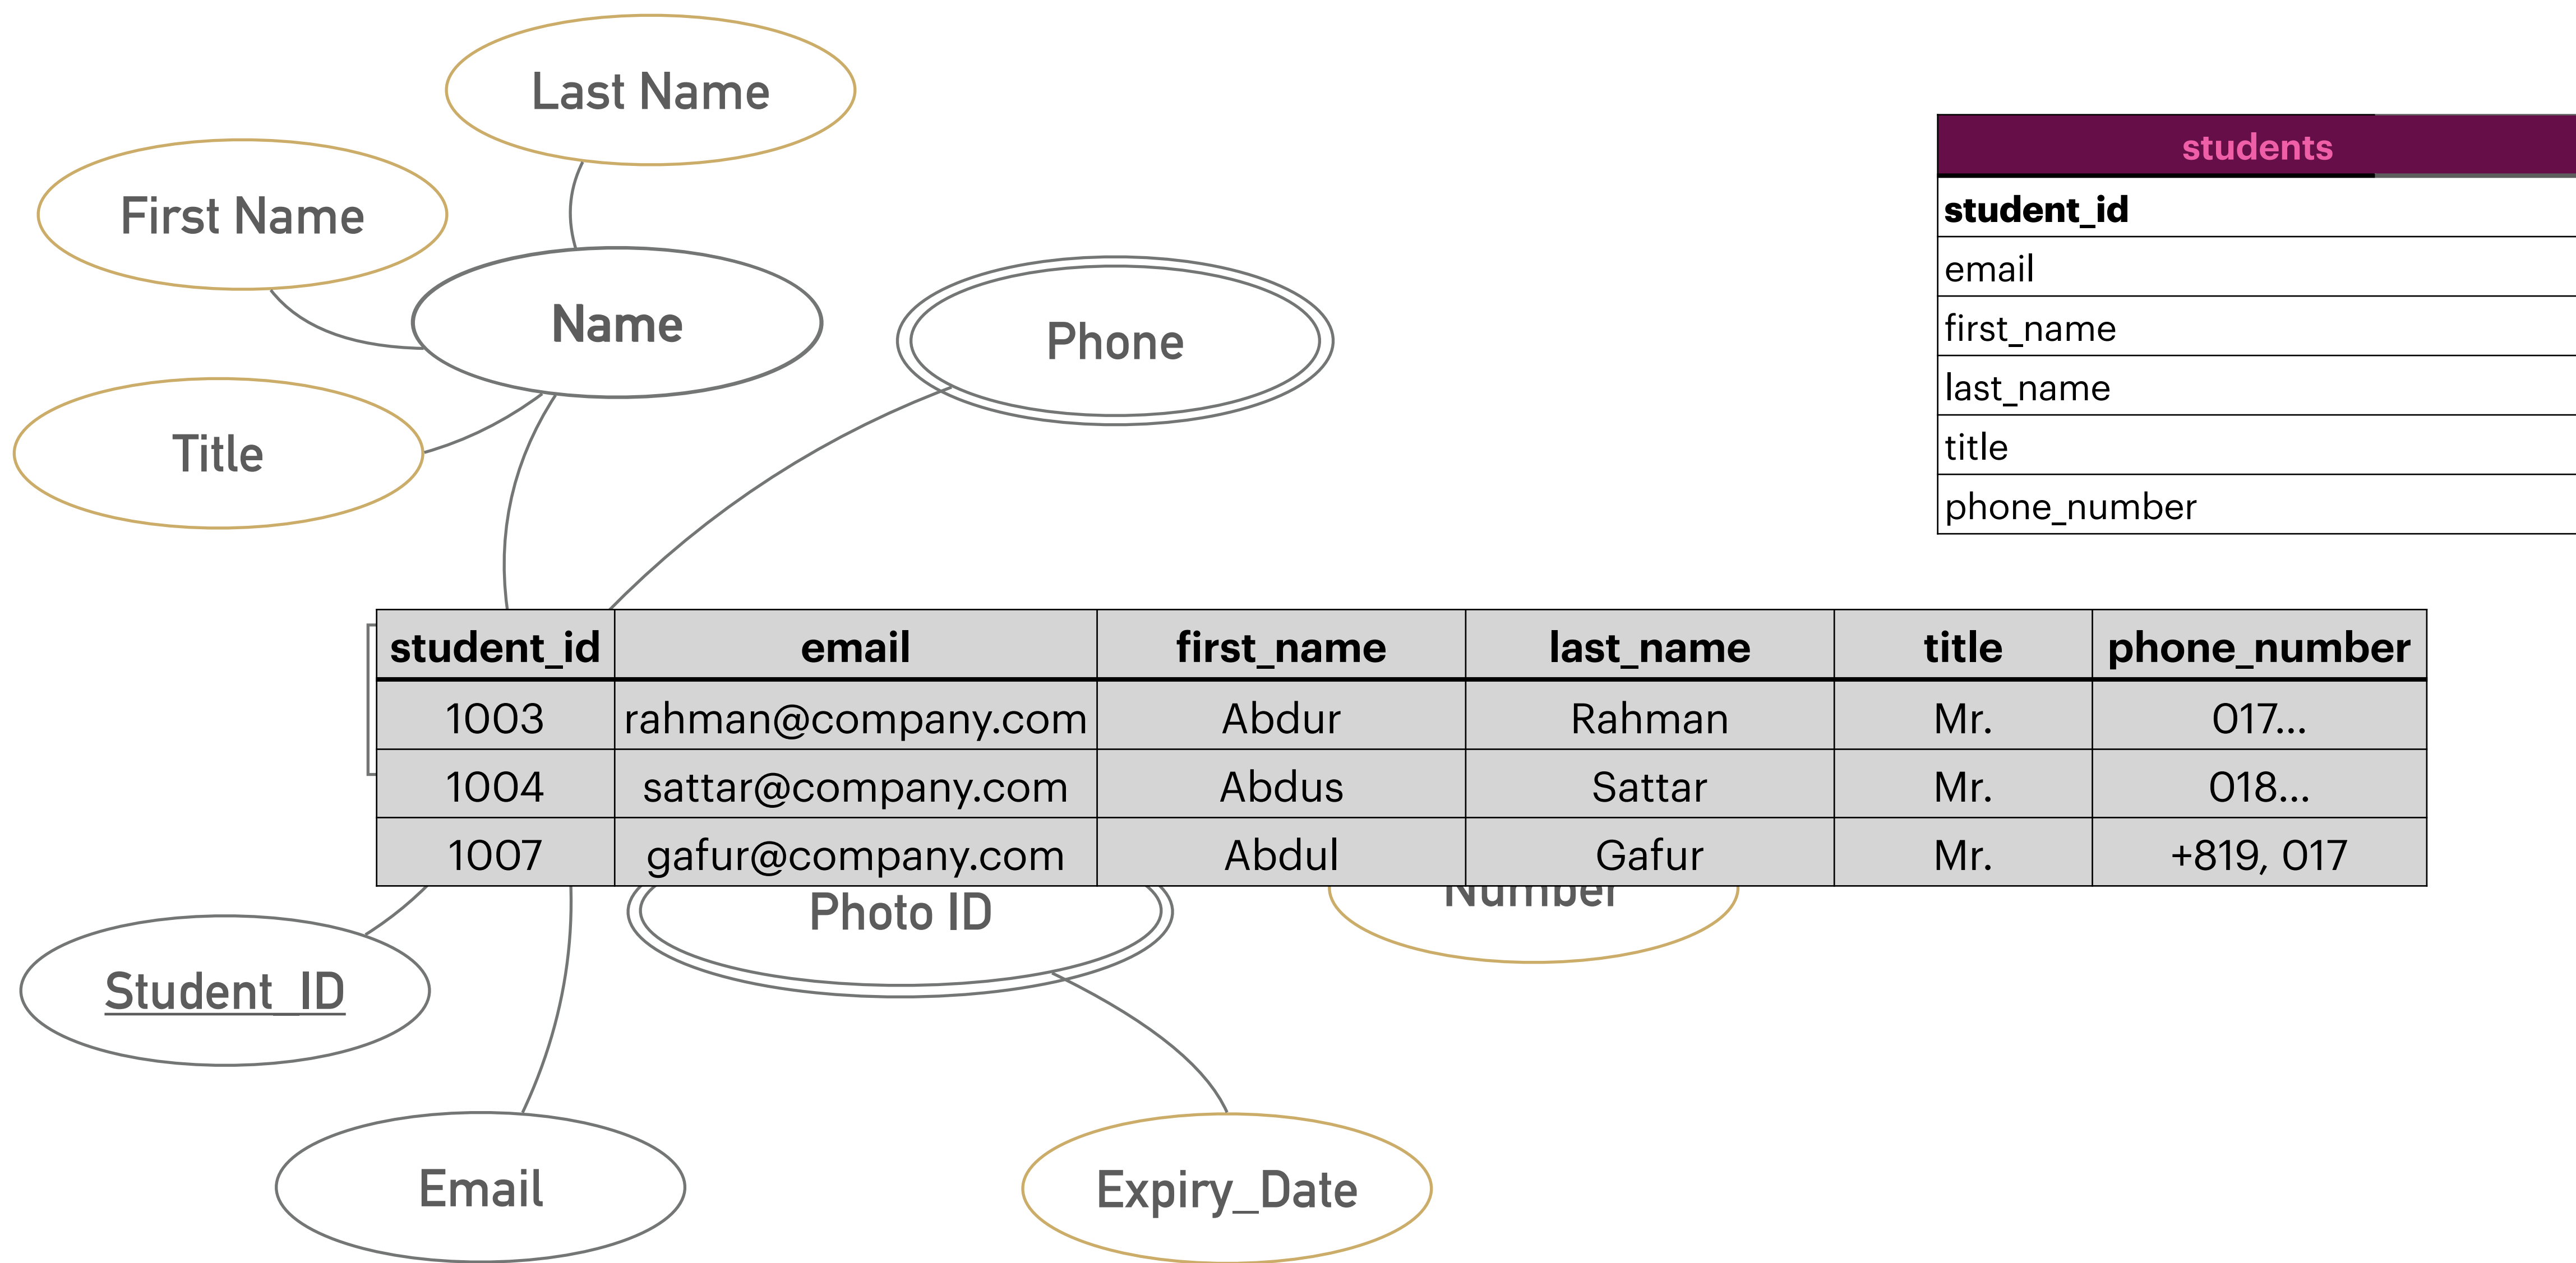 Last Name
First Name
Name
Phone
Title
students
student_id
email
first_name
last_name
title
phone_number
student_id email first_name last_name title phone_number
1003 rahman@company.com Abdur Rahman Mr. 017...
1004 sattar@company.com Abdus Sattar Mr. 018...
1007 gafur@company.com Abdul Gafur Mr. +819, 017
Photo ID
Number
Student_ID
Email
Expiry_Date